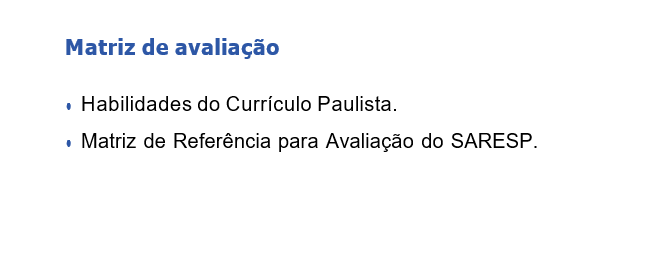 Matriz de avaliação
• Habilidades do Currículo Paulista.
• Matriz de Referência para Avaliação do SARESP.